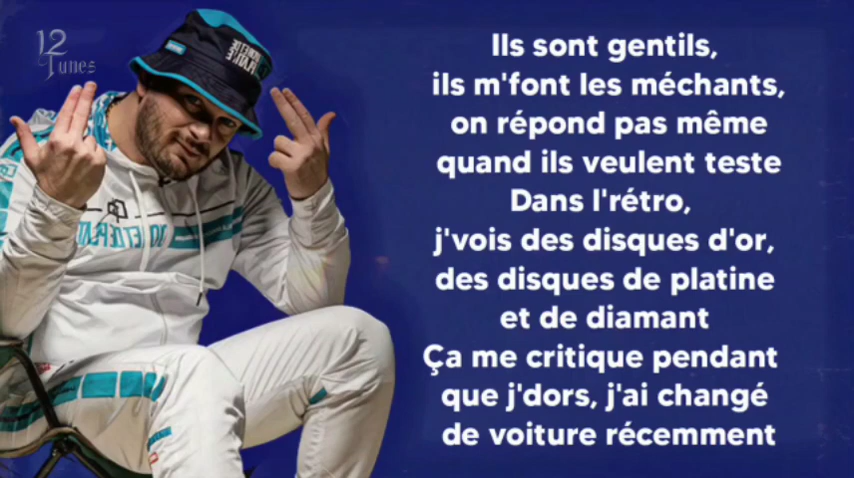 12
Tunes
Ils sont gentils,
ils m'font les méchants,
on répond pas même
quand ils veulent teste
Dans l'rétro,
j'vois des disques d'or,
des disques de platine
et de diamant
Ça me critique pendant
que j'dors, j'ai changé
de voiture récemment